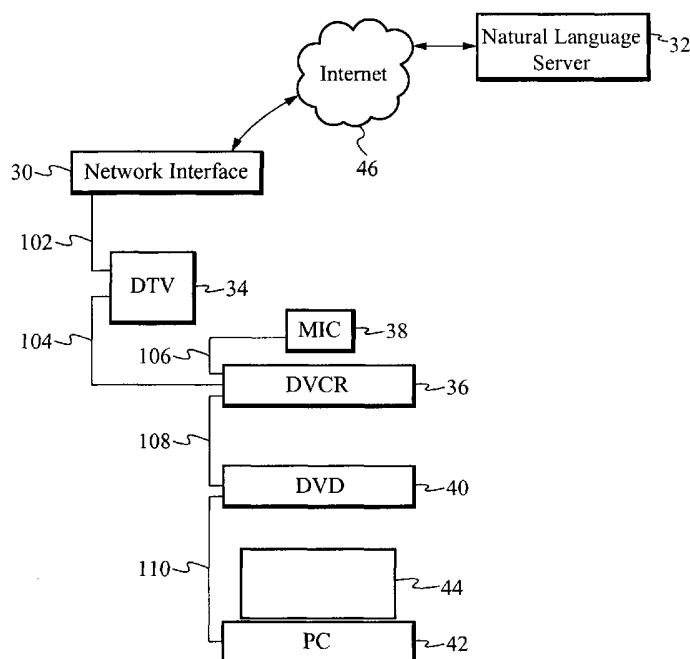 Natural Language
Server
32
Internet
46
30
Network Interface
102
DTV
34
104
MIC
38
106
DVCR
36
108
DVD
40
110
44
PC
42